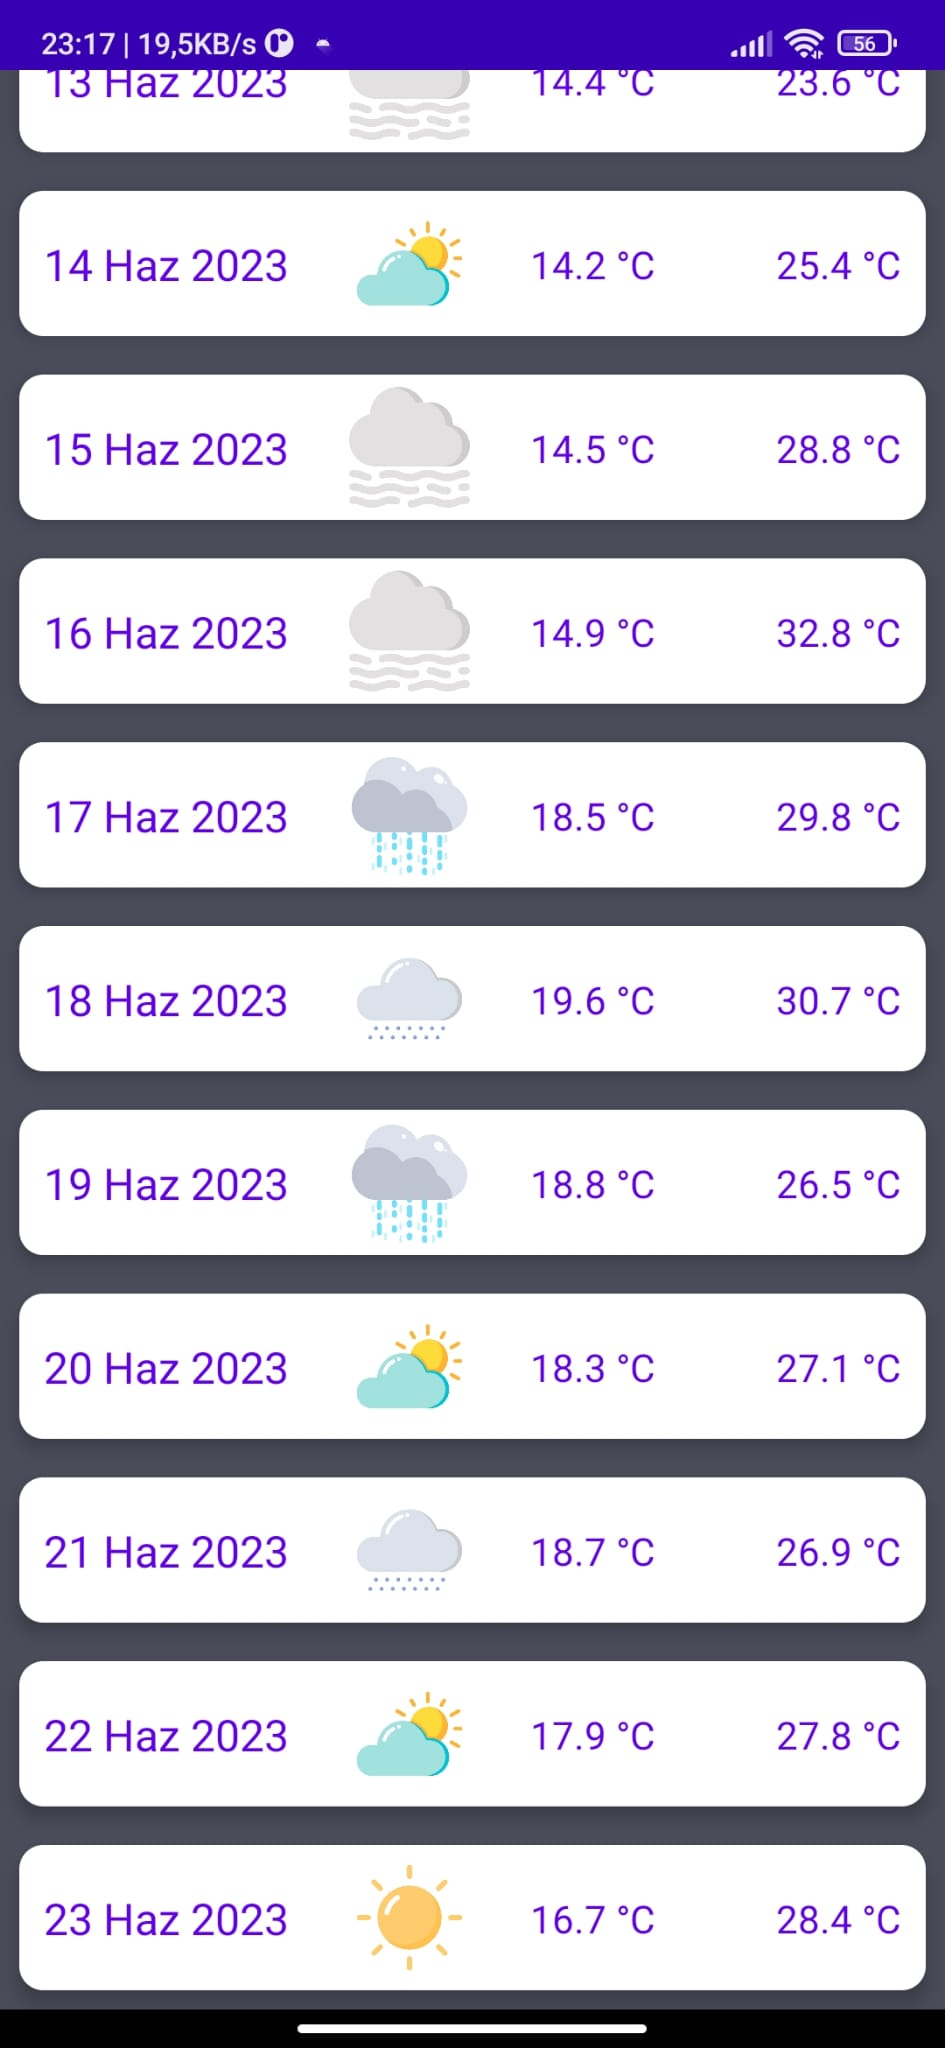 23:17 | 19,5KB/s 56
13 Haz 2023 14.4 °C 23.6 °C
14 Haz 2023 14.2 °C 25.4 °C
15 Haz 2023 14.5 °C 28.8 °C
16 Haz 2023 14.9 °C 32.8 °C
17 Haz 2023 18.5 °C 29.8 °C
18 Haz 2023 19.6 °C 30.7 °C
19 Haz 2023 18.8 °C 26.5 °C
20 Haz 2023 18.3 °C 27.1 °C
21 Haz 2023 18.7 °C 26.9 °C
22 Haz 2023 17.9 °C 27.8 °C
23 Haz 2023 16.7 °C 28.4 °C